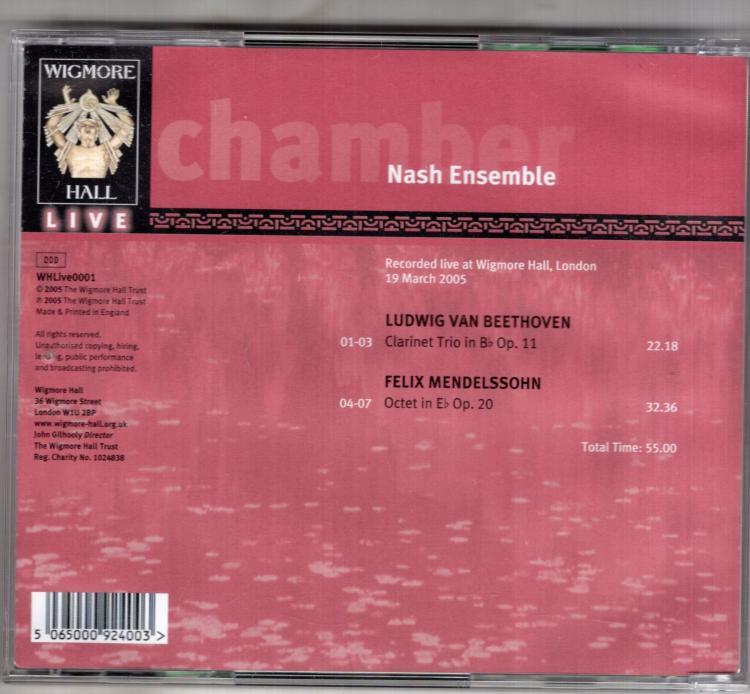 WIGMORE
HALL
LIVE
chamber
Nash Ensemble
DDD
WHLive0001
© 2005 The Wigmore Hall Trust
℗ 2005 The Wigmore Hall Trust
Made & Printed in England
All rights reserved.
Unauthorised copying, hiring,
lending, public performance
and broadcasting prohibited.
Wigmore Hall
36 Wigmore Street
London W1U 2BP
www.wigmore-hall.org.uk
John Gilhooly Director
The Wigmore Hall Trust
Reg. Charity No. 1024838
Recorded live at Wigmore Hall, London
19 March 2005
LUDWIG VAN BEETHOVEN
01-03 Clarinet Trio in B♭ Op. 11 22.18
FELIX MENDELSSOHN
04-07 Octet in E♭ Op. 20 32.36
Total Time: 55.00
5 065000 924003 >